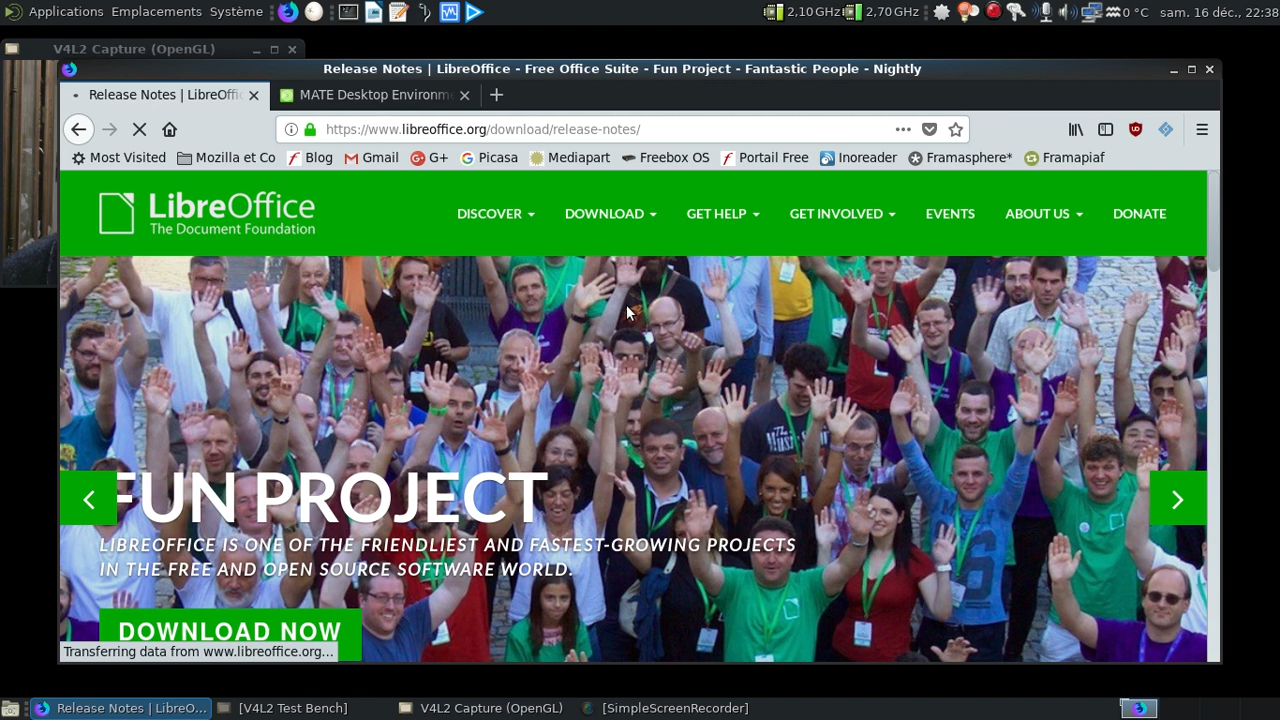 Applications Emplacements Système 2,10 GHz 2,70 GHz 0 °C sam. 16 déc., 22:38
V4L2 Capture (OpenGL)
Release Notes | LibreOffice - Free Office Suite - Fun Project - Fantastic People - Nightly
Release Notes | LibreOffic MATE Desktop Environm
https://www.libreoffice.org/download/release-notes/
Most Visited Mozilla et Co Blog Gmail G+ Picasa Mediapart Freebox OS Portail Free Inoreader Framasphere* Framapiaf
LibreOffice
The Document Foundation
DISCOVER DOWNLOAD GET HELP GET INVOLVED EVENTS ABOUT US DONATE
FUN PROJECT
LIBREOFFICE IS ONE OF THE FRIENDLIEST AND FASTEST-GROWING PROJECTS
IN THE FREE AND OPEN SOURCE SOFTWARE WORLD.
DOWNLOAD NOW
Transferring data from www.libreoffice.org...
Release Notes | LibreO... [V4L2 Test Bench] V4L2 Capture (OpenGL) [SimpleScreenRecorder]